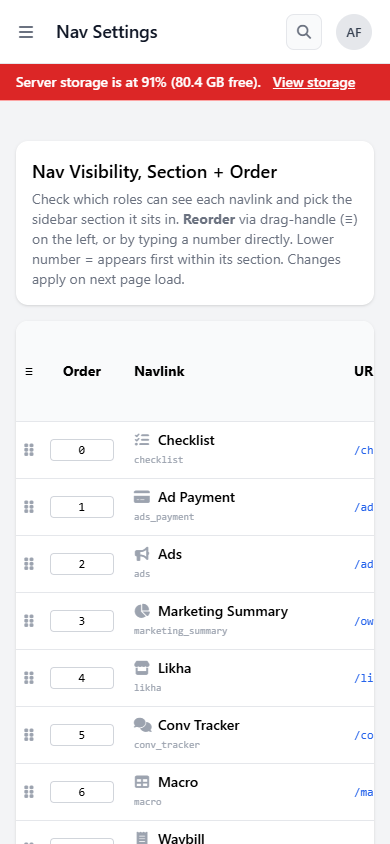 Nav Settings
AF
Server storage is at 91% (80.4 GB free). View storage
Nav Visibility, Section + Order
Check which roles can see each navlink and pick the
sidebar section it sits in. Reorder via drag-handle (≡)
on the left, or by typing a number directly. Lower
number = appears first within its section. Changes
apply on next page load.
≡ Order Navlink UR
0 Checklist /ch
checklist
1 Ad Payment /ad
ads_payment
2 Ads /ad
ads
3 Marketing Summary /ow
marketing_summary
4 Likha /li
likha
5 Conv Tracker /co
conv_tracker
6 Macro /ma
macro
Waybill